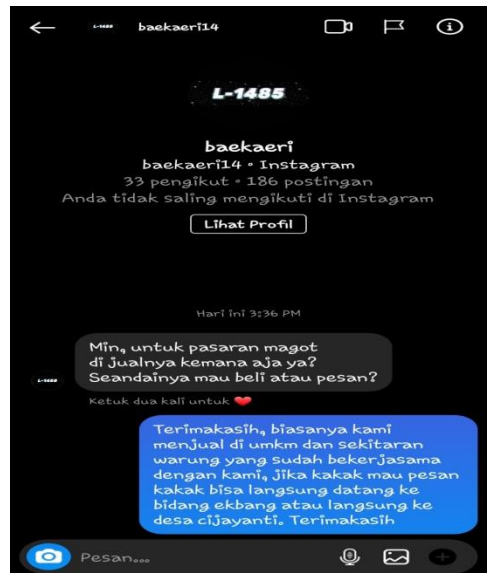 L-1485 baekaeri14
L-1485
baekaeri
baekaeri14 • Instagram
33 pengikut • 186 postingan
Anda tidak saling mengikuti di Instagram
Lihat Profil
Hari ini 3:36 PM
Min, untuk pasaran magot
di jualnya kemana aja ya?
Seandainya mau beli atau pesan?
L-1485
Ketuk dua kali untuk ❤️
Terimakasih, biasanya kami
menjual di umkm dan sekitaran
warung yang sudah bekerjasama
dengan kami, jika kakak mau pesan
kakak bisa langsung datang ke
bidang ekbang atau langsung ke
desa cijayanti. Terimakasih
Pesan...